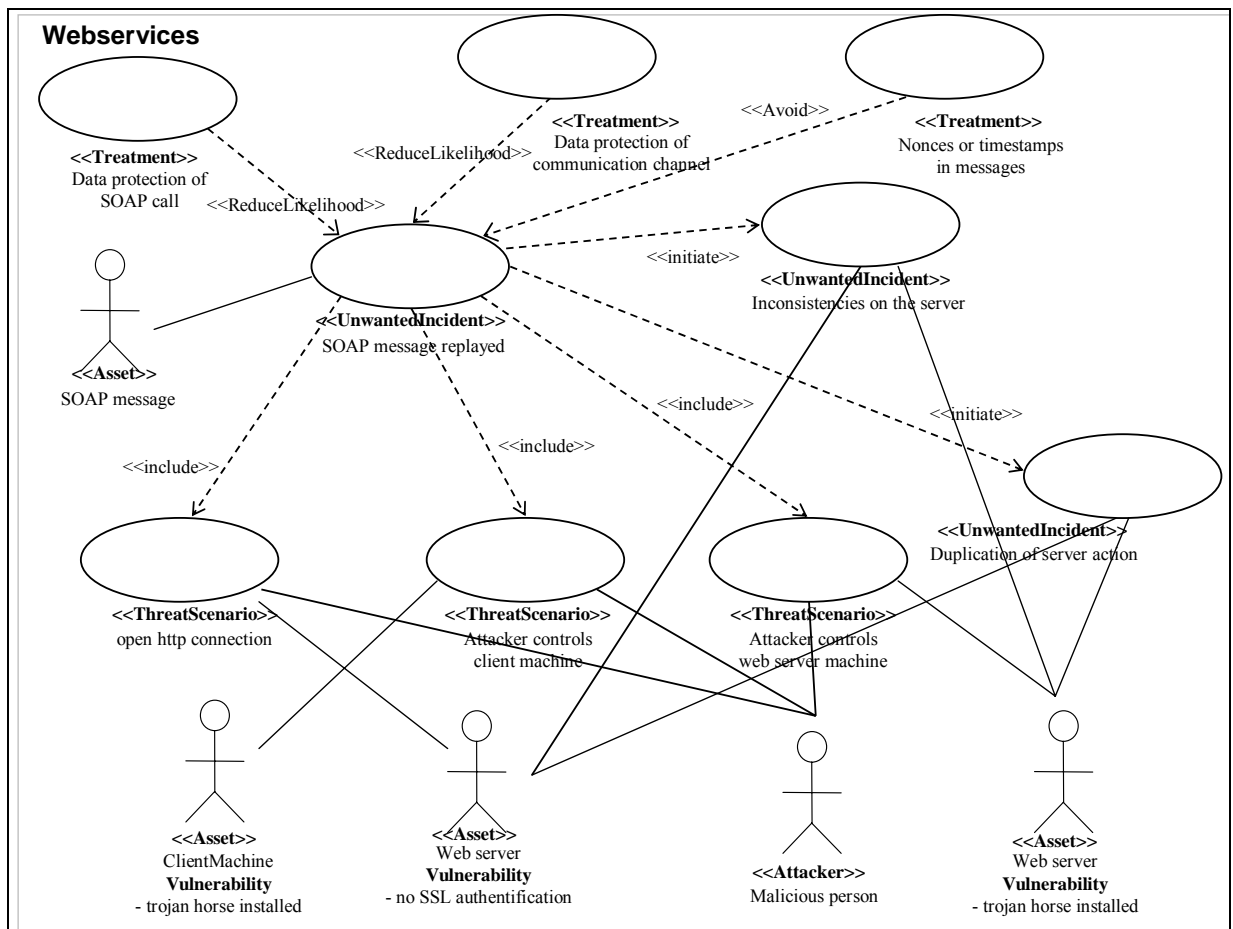 Webservices
<<Treatment>>
Data protection of
SOAP call
<<ReduceLikelihood>>
<<ReduceLikelihood>>
<<Treatment>>
Data protection of
communication channel
<<Avoid>>
<<Treatment>>
Nonces or timestamps
in messages
<<initiate>>
<<UnwantedIncident>>
Inconsistencies on the server
<<UnwantedIncident>>
SOAP message replayed
<<Asset>>
SOAP message
<<include>>
<<include>>
<<include>>
<<initiate>>
<<UnwantedIncident>>
Duplication of server action
<<ThreatScenario>>
open http connection
<<ThreatScenario>>
Attacker controls
client machine
<<ThreatScenario>>
Attacker controls
web server machine
<<Asset>>
ClientMachine
Vulnerability
- trojan horse installed
<<Asset>>
Web server
Vulnerability
- no SSL authentification
<<Attacker>>
Malicious person
<<Asset>>
Web server
Vulnerability
- trojan horse installed